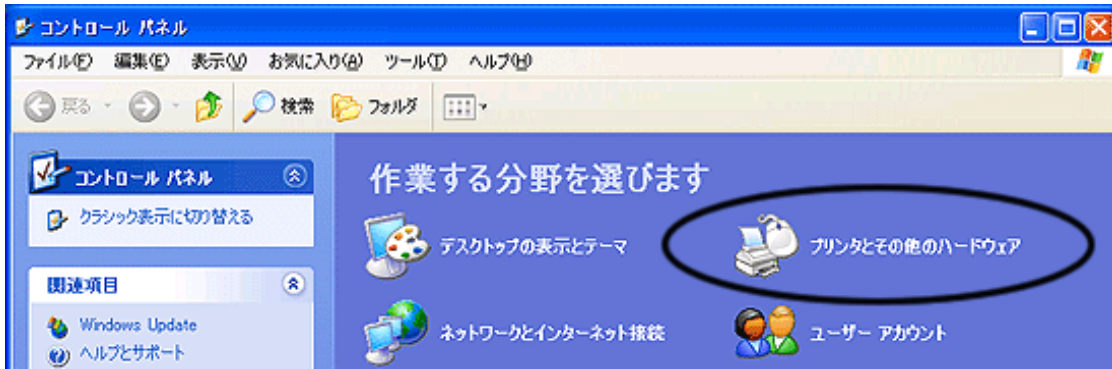 コントロール パネル
ファイル(F) 編集(E) 表示(V) お気に入り(A) ツール(T) ヘルプ(H)
戻る 検索 フォルダ
コントロール パネル
クラシック表示に切り替える
関連項目
Windows Update
ヘルプとサポート
作業する分野を選びます
デスクトップの表示とテーマ
プリンタとその他のハードウェア
ネットワークとインターネット接続
ユーザー アカウント